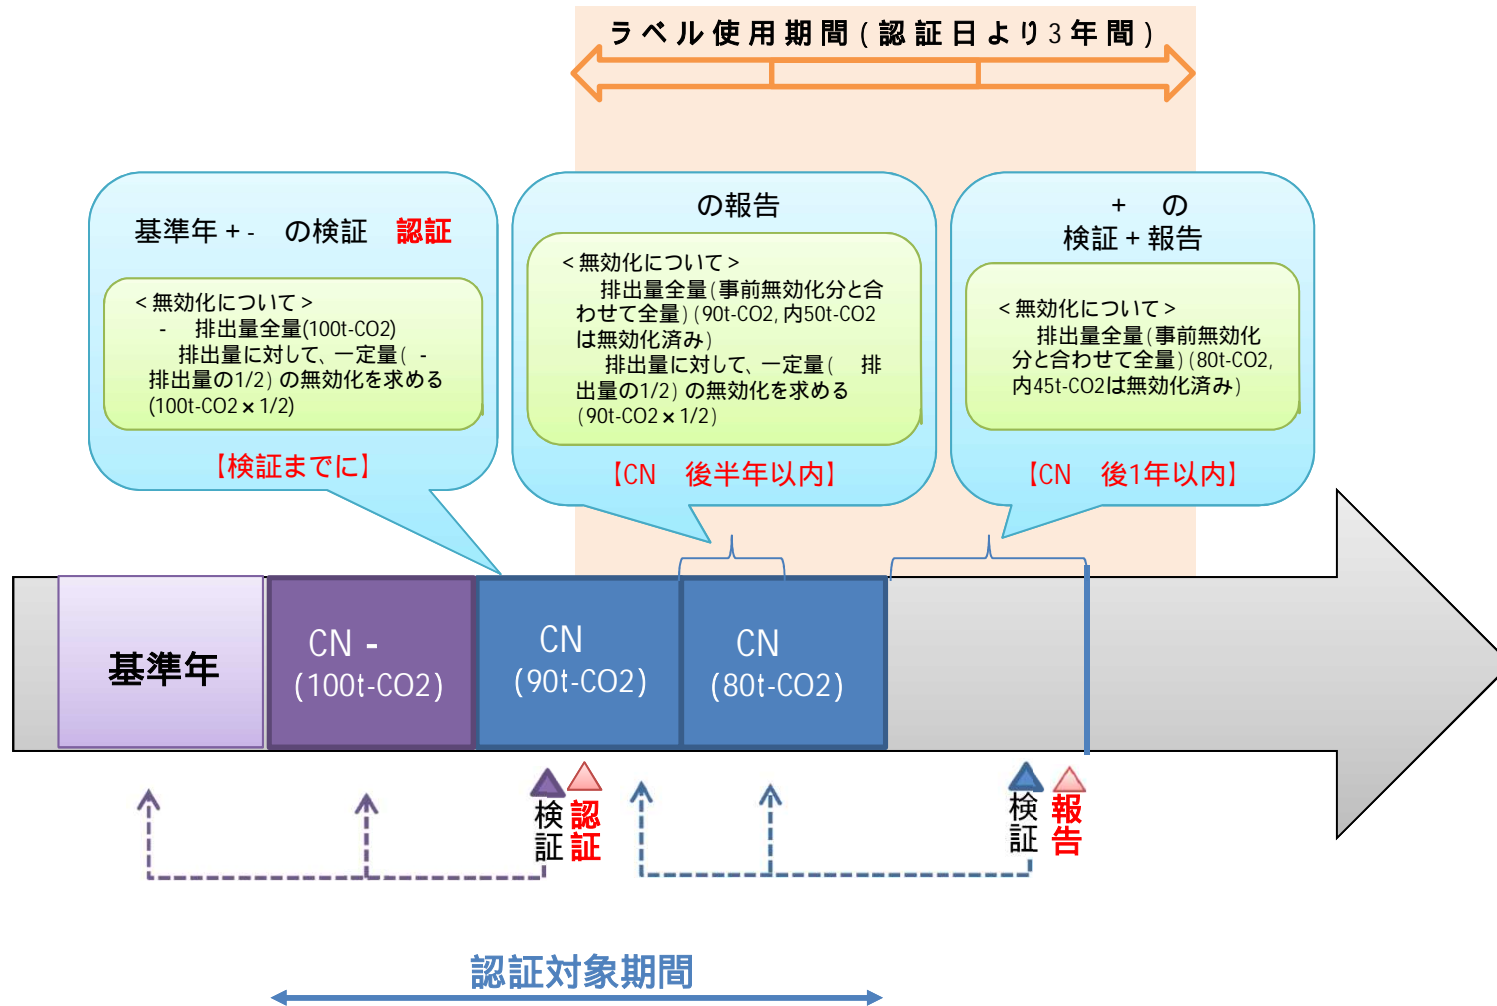 ラベル使用期間(認証日より3年間)
基準年+- の検証 認証
<無効化について>
- 排出量全量(100t-CO2)
排出量に対して、一定量( -
排出量の1/2)の無効化を求める
(100t-CO2×1/2)
【検証までに】
の報告
<無効化について>
排出量全量(事前無効化分と合
わせて全量)(90t-CO2,内50t-CO2
は無効化済み)
排出量に対して、一定量( 排
出量の1/2)の無効化を求める
(90t-CO2×1/2)
【CN 後半年以内】
+ の
検証+報告
<無効化について>
排出量全量(事前無効化
分と合わせて全量)(80t-CO2,
内45t-CO2は無効化済み)
【CN 後1年以内】
基準年
CN -
(100t-CO2)
CN
(90t-CO2)
CN
(80t-CO2)
検証
認証
検証
報告
認証対象期間